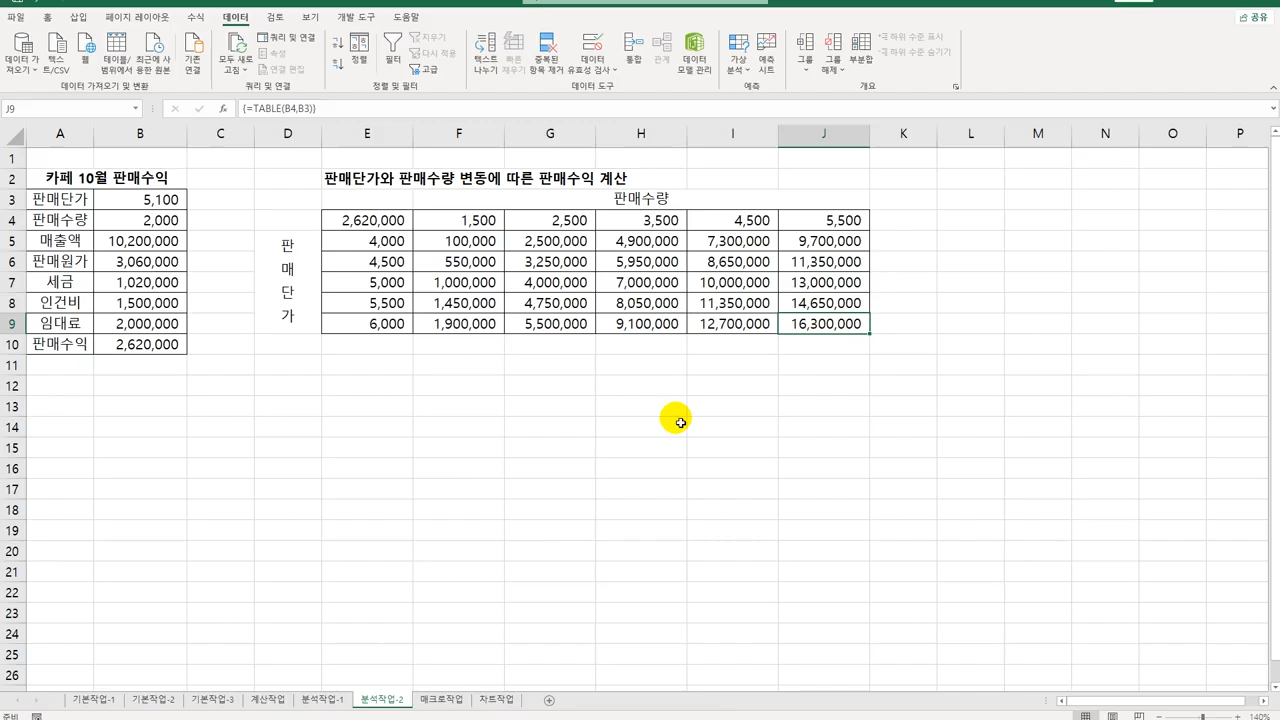 파일 홈 삽입 페이지 레이아웃 수식 데이터 검토 보기 개발 도구 도움말 공유
데이터 가져오기 텍스트/CSV 웹 테이블/범위에서 최근에 사용한 원본 기존 연결
데이터 가져오기 및 변환
모두 새로 고침 쿼리 및 연결 속성 연결 편집
쿼리 및 연결
정렬 필터 지우기 다시 적용 고급
정렬 및 필터
텍스트 나누기 빠른 채우기 중복된 항목 제거 데이터 유효성 검사 통합 관계 데이터 모델 관리
데이터 도구
가상 분석 예측 시트
예측
그룹 그룹 해제 부분합 하위 수준 표시 하위 수준 숨기기
개요
J9 fx {=TABLE(B4,B3)}
A B C D E F G H I J K L M N O P
1
2 카페 10월 판매수익 판매단가와 판매수량 변동에 따른 판매수익 계산
3 판매단가 5,100 판매수량
4 판매수량 2,000 2,620,000 1,500 2,500 3,500 4,500 5,500
5 매출액 10,200,000 판 4,000 100,000 2,500,000 4,900,000 7,300,000 9,700,000
6 판매원가 3,060,000 매 4,500 550,000 3,250,000 5,950,000 8,650,000 11,350,000
7 세금 1,020,000 단 5,000 1,000,000 4,000,000 7,000,000 10,000,000 13,000,000
8 인건비 1,500,000 가 5,500 1,450,000 4,750,000 8,050,000 11,350,000 14,650,000
9 임대료 2,000,000 6,000 1,900,000 5,500,000 9,100,000 12,700,000 16,300,000
10 판매수익 2,620,000
11
12
13
14
15
16
17
18
19
20
21
22
23
24
25
26
기본작업-1 기본작업-2 기본작업-3 계산작업 분석작업-1 분석작업-2 매크로작업 차트작업
준비 140%